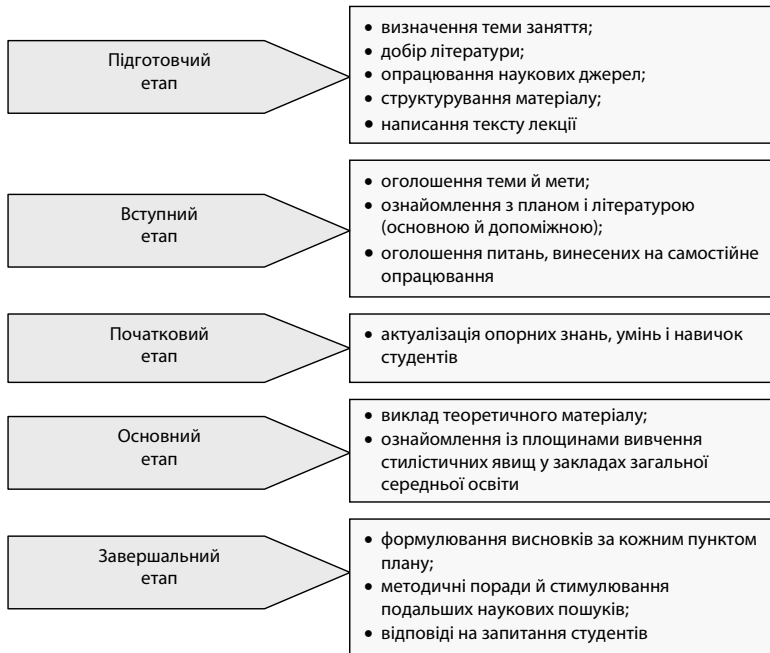 Підготовчий
етап
• визначення теми заняття;
• добір літератури;
• опрацювання наукових джерел;
• структурування матеріалу;
• написання тексту лекції
Вступний
етап
• оголошення теми й мети;
• ознайомлення з планом і літературою
(основною й допоміжною);
• оголошення питань, винесених на самостійне
опрацювання
Початковий
етап
• актуалізація опорних знань, умінь і навичок
студентів
Основний
етап
• виклад теоретичного матеріалу;
• ознайомлення із площинами вивчення
стилістичних явищ у закладах загальної
середньої освіти
Завершальний
етап
• формулювання висновків за кожним пунктом
плану;
• методичні поради й стимулювання
подальших наукових пошуків;
• відповіді на запитання студентів